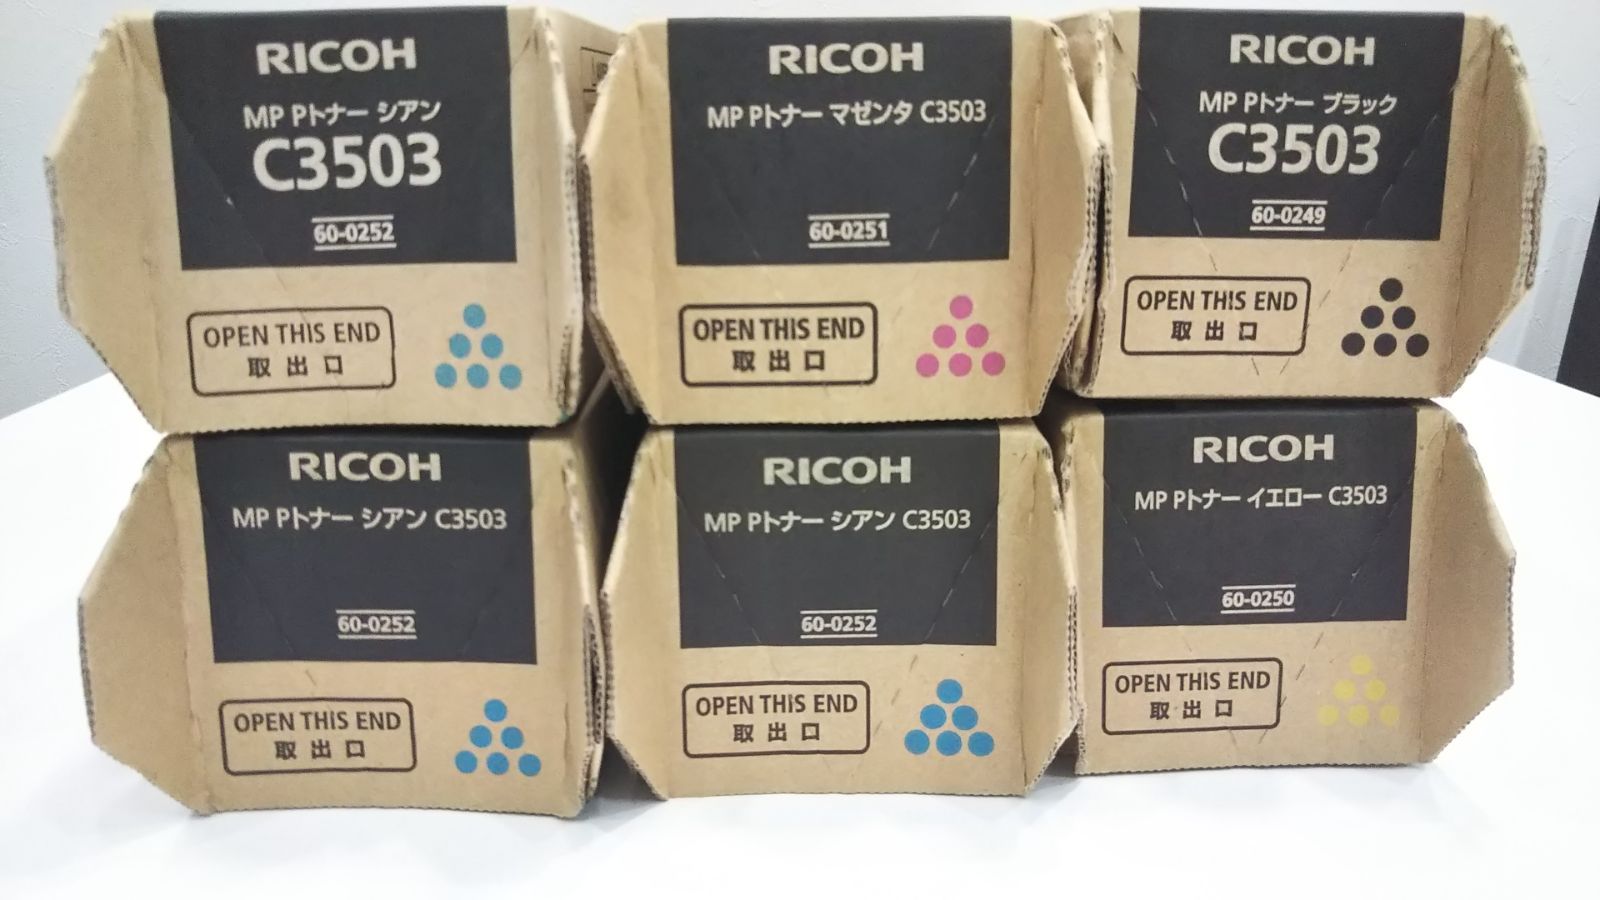 RICOH
MP Pトナー シアン
C3503
60-0252
OPEN THIS END
取出口
RICOH
MP Pトナー マゼンタ C3503
60-0251
OPEN THIS END
取出口
RICOH
MP Pトナー ブラック
C3503
60-0249
OPEN THIS END
取出口
RICOH
MP Pトナー シアン C3503
60-0252
OPEN THIS END
取出口
RICOH
MP Pトナー シアン C3503
60-0252
OPEN THIS END
取出口
RICOH
MP Pトナー イエロー C3503
60-0250
OPEN THIS END
取出口